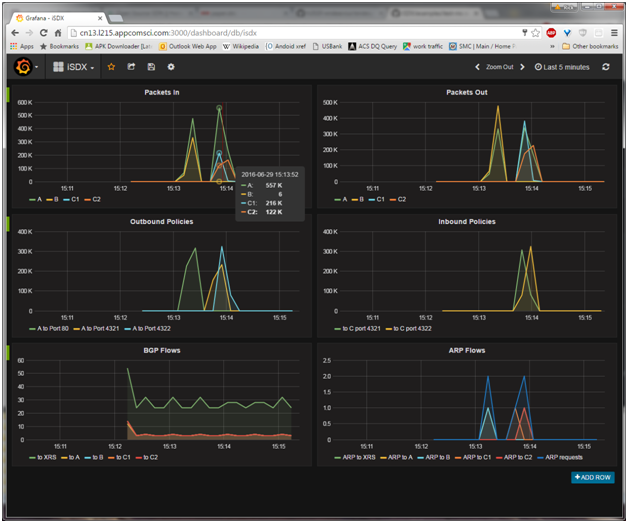 Grafana - iSDX
cn13.l215.appcomsci.com:3000/dashboard/db/isdx
Apps Bookmarks APK Downloader [Late Outlook Web App Wikipedia (en) Andoid xref USBank ACS DQ Query work traffic SMC | Main / Home P » Other bookmarks
iSDX Zoom Out Last 5 minutes
Packets In
600 K
500 K
400 K
300 K
200 K
100 K
0
15:11 15:12 15:13 15:14 15:15
A B C1 C2
2016-06-29 15:13:52
A: 557 K
B: 6
C1: 216 K
C2: 122 K
Packets Out
500 K
400 K
300 K
200 K
100 K
0
15:11 15:12 15:13 15:14 15:15
A B C1 C2
Outbound Policies
400 K
300 K
200 K
100 K
0
15:11 15:12 15:13 15:14 15:15
A to Port 80 A to Port 4321 A to Port 4322
Inbound Policies
400 K
300 K
200 K
100 K
0
15:11 15:12 15:13 15:14 15:15
to C port 4321 to C port 4322
BGP Flows
60
50
40
30
20
10
0
15:11 15:12 15:13 15:14 15:15
to XRS to A to B to C1 to C2
ARP Flows
2.5
2.0
1.5
1.0
0.5
0
15:11 15:12 15:13 15:14 15:15
ARP to XRS ARP to A ARP to B ARP to C1 ARP to C2 ARP requests
+ ADD ROW